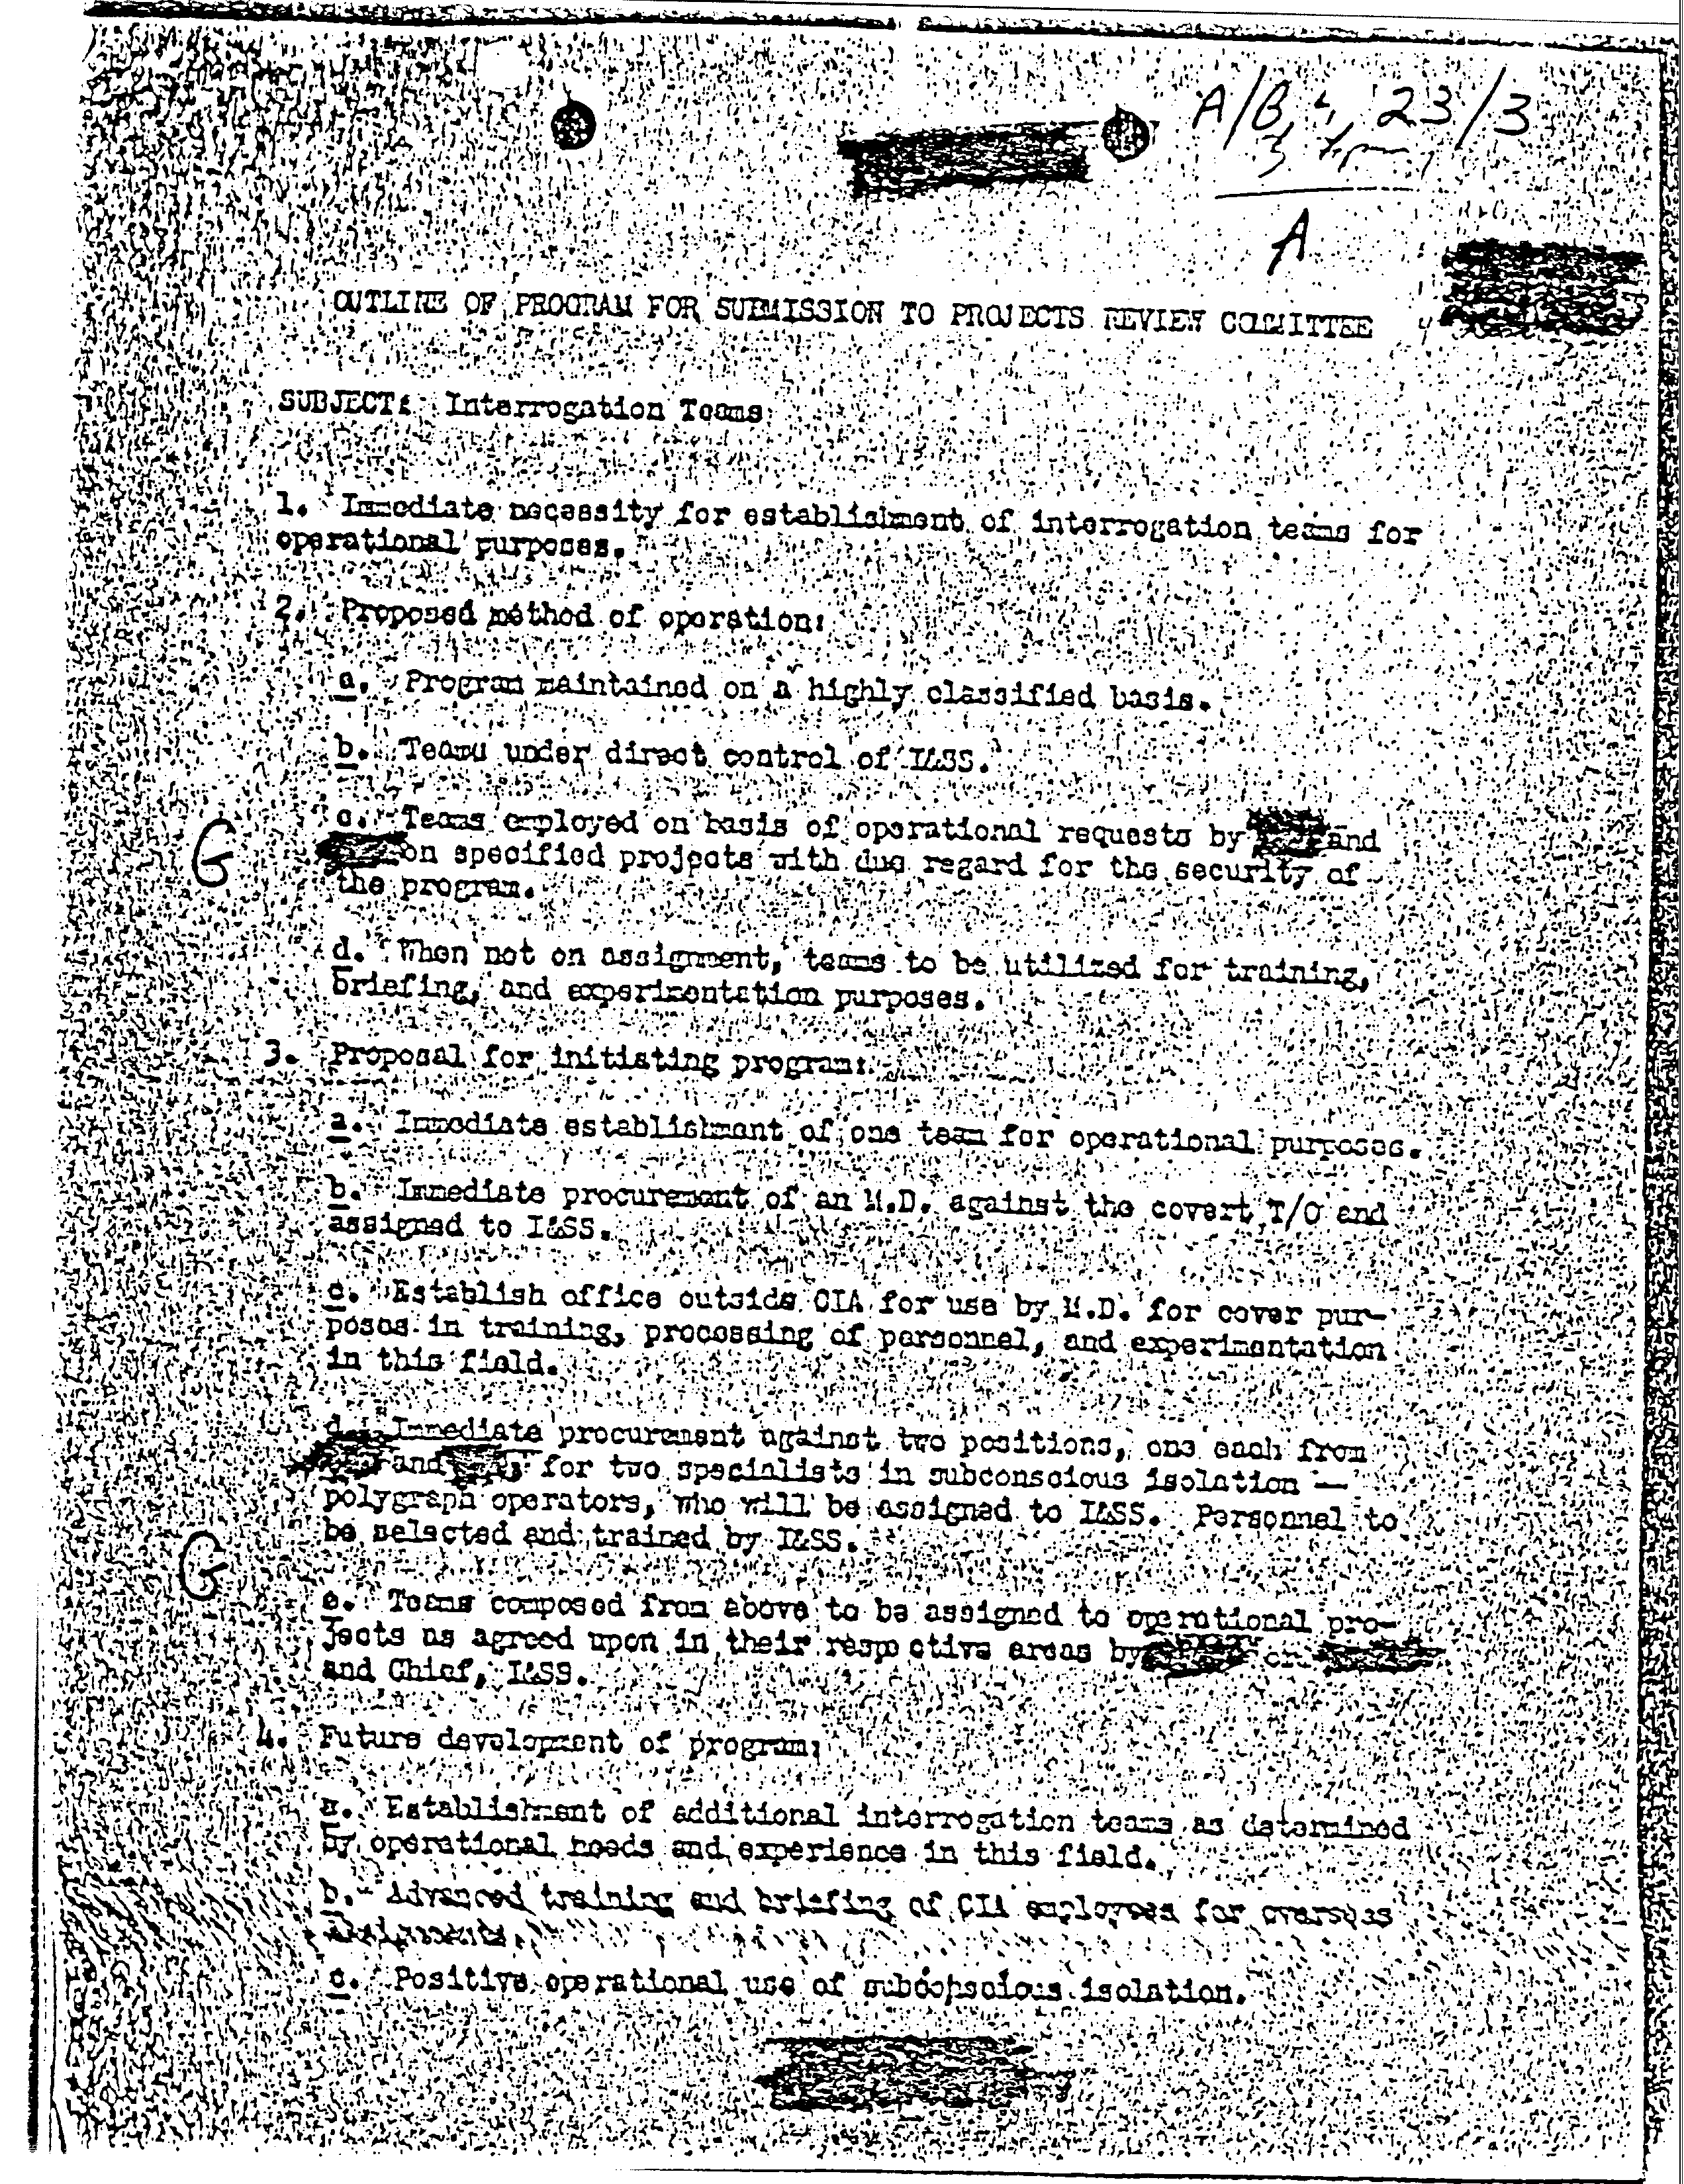 A/B, 4, 23/3
A
OUTLINE OF PROGRAM FOR SUBMISSION TO PROJECTS REVIEW COMMITTEE
SUBJECT: Interrogation Teams
1. Immediate necessity for establishment of interrogation teams for
operational purposes.
2. Proposed method of operation:
a. Program maintained on a highly classified basis.
b. Teams under direct control of I&SS.
c. Teams employed on basis of operational requests by and
on specified projects with due regard for the security of
the program.
G
d. When not on assignment, teams to be utilized for training,
briefing, and experimentation purposes.
3. Proposal for initiating program:
a. Immediate establishment of one team for operational purposes.
b. Immediate procurement of an M.D. against the covert T/O and
assigned to I&SS.
c. Establish office outside CIA for use by M.D. for cover pur-
poses in training, processing of personnel, and experimentation
in this field.
d. Immediate procurement against two positions, one each from
and for two specialists in subconscious isolation —
polygraph operators, who will be assigned to I&SS. Personnel to
be selected and trained by I&SS.
G
e. Teams composed from above to be assigned to operational pro-
jects as agreed upon in their respective areas by or
and Chief, I&SS.
4. Future development of program:
a. Establishment of additional interrogation teams as determined
by operational needs and experience in this field.
b. Advanced training and briefing of CIA employees for overseas
assignments.
c. Positive operational use of subconscious isolation.